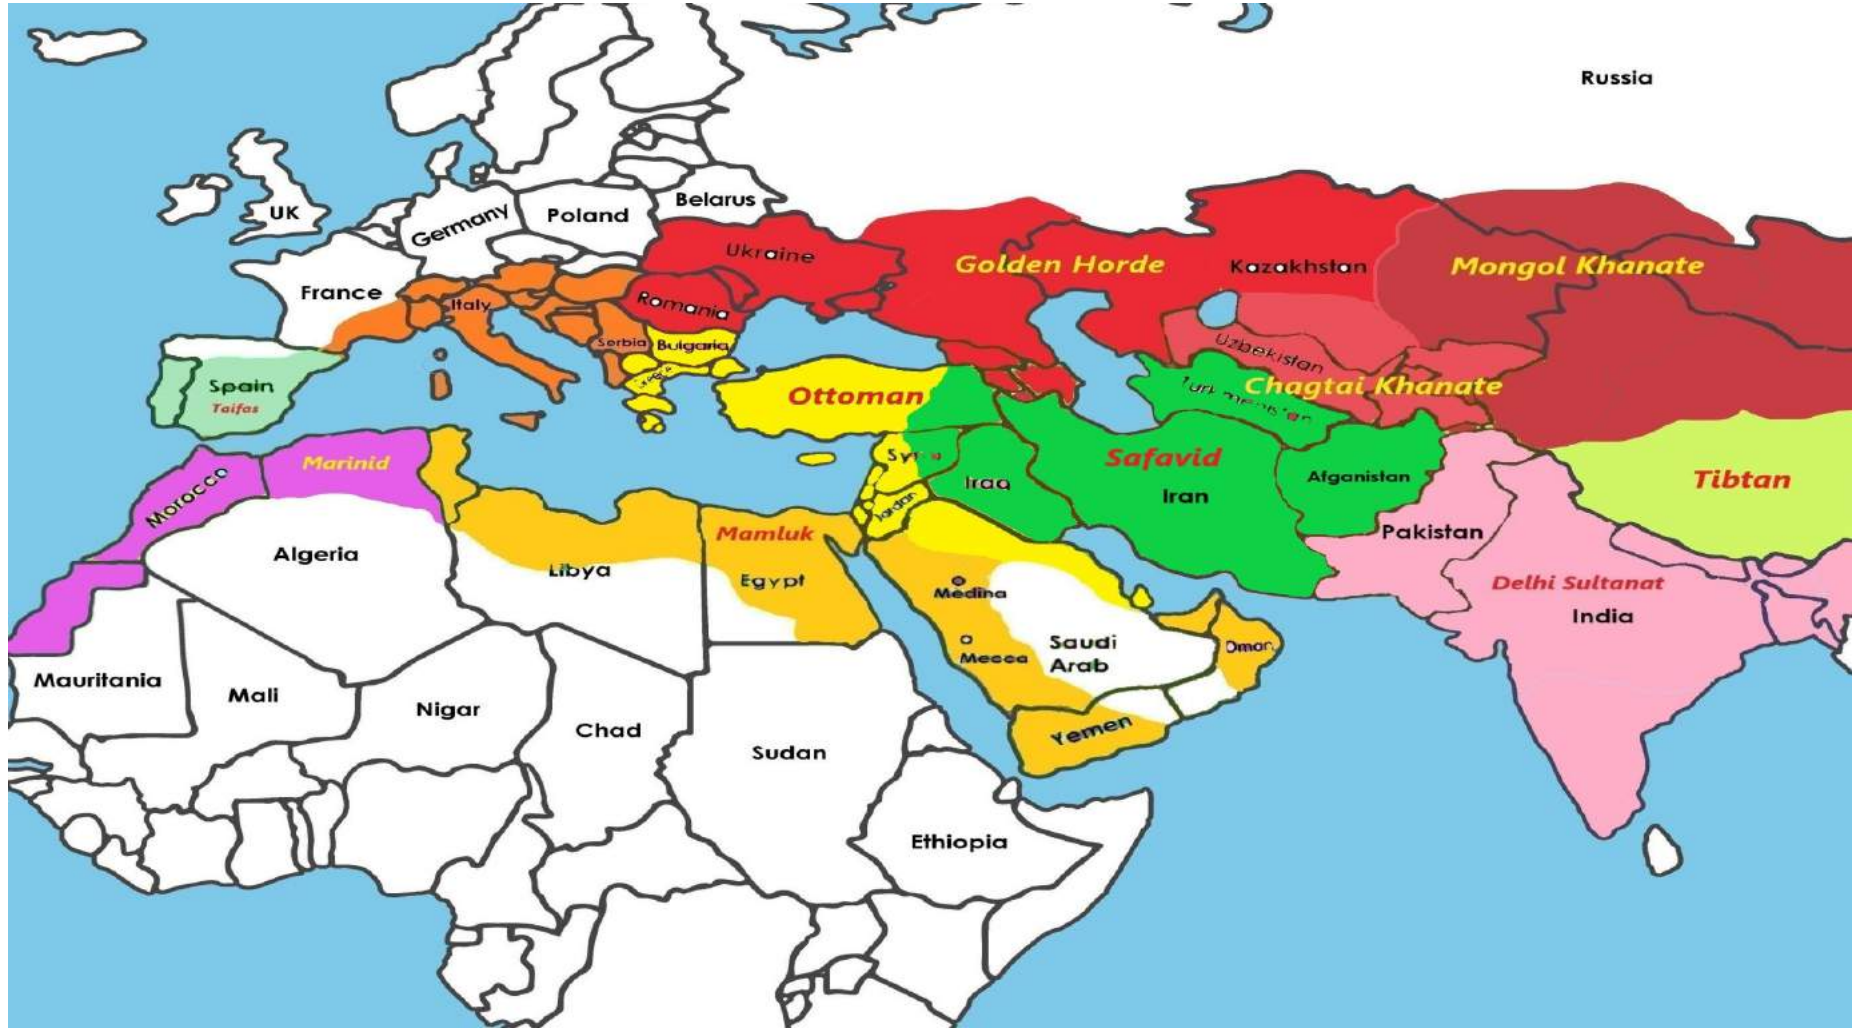 Russia
Belarus
UK
Poland
Germany
Ukraine
Golden Horde
Kazakhstan
Mongol Khanate
France
Italy
Romania
Serbia
Bulgaria
Uzbekistan
Spain
Taifas
Ottoman
Chagtai Khanate
Marinid
Morocco
Safavid
Iraq
Iran
Afganistan
Tibtan
Jordan
Mamluk
Pakistan
Algeria
Libya
Egypt
Medina
Delhi Sultanat
India
Saudi
Arab
Mecca
Oman
Mauritania
Mali
Nigar
Chad
Sudan
Yemen
Ethiopia